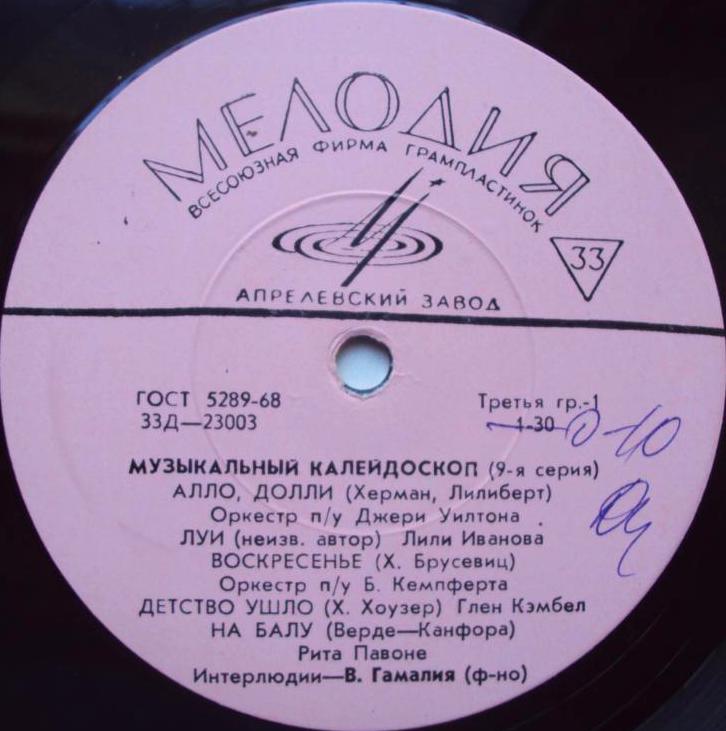 МЕЛОДИЯ
ВСЕСОЮЗНАЯ ФИРМА ГРАМПЛАСТИНОК
33
АПРЕЛЕВСКИЙ ЗАВОД
ГОСТ 5289-68
Третья гр.-1
33Д—23003
1-30 0-40
МУЗЫКАЛЬНЫЙ КАЛЕЙДОСКОП (9-я серия)
АЛЛО, ДОЛЛИ (Херман, Лилиберт)
Оркестр п/у Джери Уилтона
ЛУИ (неизв. автор) Лили Иванова
ВОСКРЕСЕНЬЕ (Х. Брусевиц)
Оркестр п/у Б. Кемпферта
ДЕТСТВО УШЛО (Х. Хоузер) Глен Кэмбел
НА БАЛУ (Верде—Канфора)
Рита Павоне
Интерлюдии—В. Гамалия (ф-но)